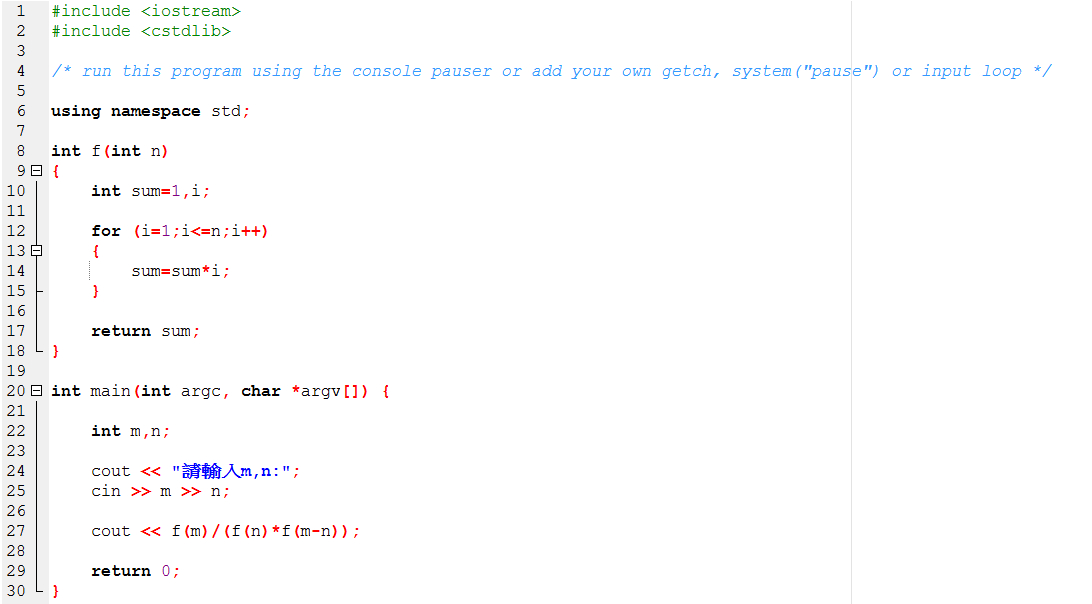 1 #include <iostream>
2 #include <cstdlib>
3
4 /* run this program using the console pauser or add your own getch, system("pause") or input loop */
5
6 using namespace std;
7
8 int f(int n)
9 {
10     int sum=1,i;
11
12     for (i=1;i<=n;i++)
13     {
14         sum=sum*i;
15     }
16
17     return sum;
18 }
19
20 int main(int argc, char *argv[]) {
21
22     int m,n;
23
24     cout << "請輸入m,n:";
25     cin >> m >> n;
26
27     cout << f(m)/(f(n)*f(m-n));
28
29     return 0;
30 }